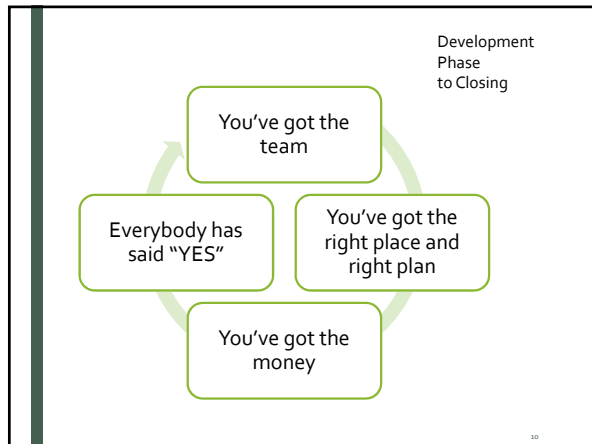 Development
Phase
to Closing
You’ve got the
team
You’ve got the
right place and
right plan
You’ve got the
money
Everybody has
said “YES”
10